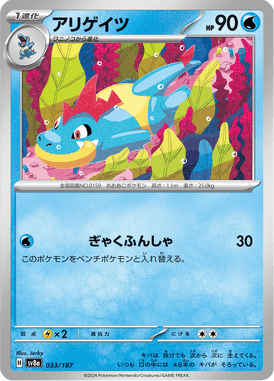 1進化 アリゲイツ HP 90
ワニノコから進化
全国図鑑NO.0159 おおあごポケモン 高さ:1.1m 重さ:25.0kg
ぎゃくふんしゃ 30
このポケモンをベンチポケモンと入れ替える。
弱点 ×2 抵抗力 にげる
Illus. Jerky
H sv8a 033/187
キバは 抜けても 次から 次へと 生えてくる。
いつも 口の中には 48本の キバが そろっている。
©2024 Pokémon/Nintendo/Creatures/GAME FREAK.